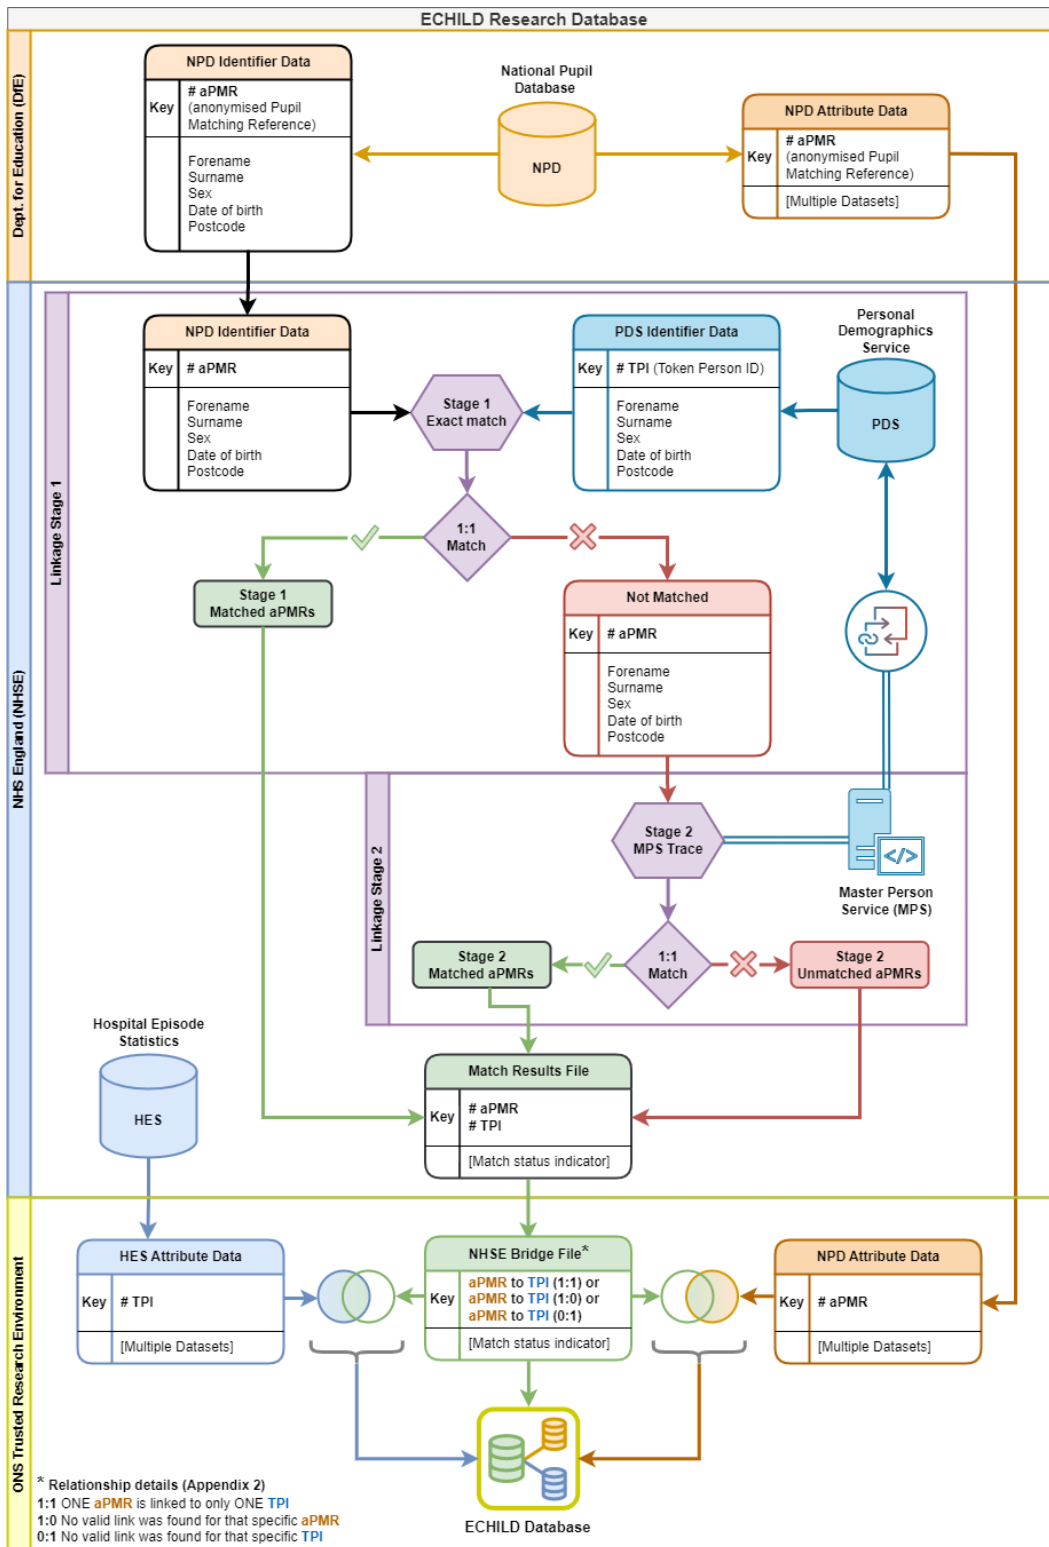 ECHILD Research Database
Dept. for Education (DfE)
NPD Identifier Data
Key
# aPMR
(anonymised Pupil
Matching Reference)
Forename
Surname
Sex
Date of birth
Postcode
National Pupil
Database
NPD
NPD Attribute Data
Key
# aPMR
(anonymised Pupil
Matching Reference)
[Multiple Datasets]
NHS England (NHSE)
Linkage Stage 1
NPD Identifier Data
Key
# aPMR
Forename
Surname
Sex
Date of birth
Postcode
Stage 1
Exact match
PDS Identifier Data
Key
# TPI (Token Person ID)
Forename
Surname
Sex
Date of birth
Postcode
Personal
Demographics
Service
PDS
1:1
Match
Stage 1
Matched aPMRs
Not Matched
Key
# aPMR
Forename
Surname
Sex
Date of birth
Postcode
Linkage Stage 2
Stage 2
MPS Trace
</>
Master Person
Service (MPS)
Stage 2
Matched aPMRs
1:1
Match
Stage 2
Unmatched aPMRs
Hospital Episode
Statistics
HES
Match Results File
Key
# aPMR
# TPI
[Match status indicator]
ONS Trusted Research Environment
HES Attribute Data
Key
# TPI
[Multiple Datasets]
NHSE Bridge File*
Key
aPMR to TPI (1:1) or
aPMR to TPI (1:0) or
aPMR to TPI (0:1)
[Match status indicator]
NPD Attribute Data
Key
# aPMR
[Multiple Datasets]
ECHILD Database
* Relationship details (Appendix 2)
1:1 ONE aPMR is linked to only ONE TPI
1:0 No valid link was found for that specific aPMR
0:1 No valid link was found for that specific TPI